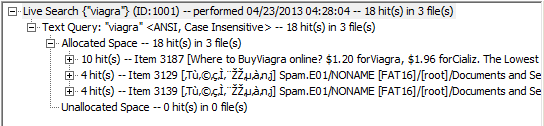 Live Search {"viagra"} (ID:1001) -- performed 04/23/2013 04:28:04 -- 18 hit(s) in 3 file(s)
Text Query: "viagra" <ANSI, Case Insensitive> -- 18 hit(s) in 3 file(s)
Allocated Space -- 18 hit(s) in 3 file(s)
10 hit(s) -- Item 3187 [Where to BuyViagra online? $1.20 forViagra, $1.96 forCializ. The Lowest
4 hit(s) -- Item 3129 Spam.E01/NONAME [FAT16]/[root]/Documents and Se
4 hit(s) -- Item 3139 Spam.E01/NONAME [FAT16]/[root]/Documents and Se
Unallocated Space -- 0 hit(s) in 0 file(s)